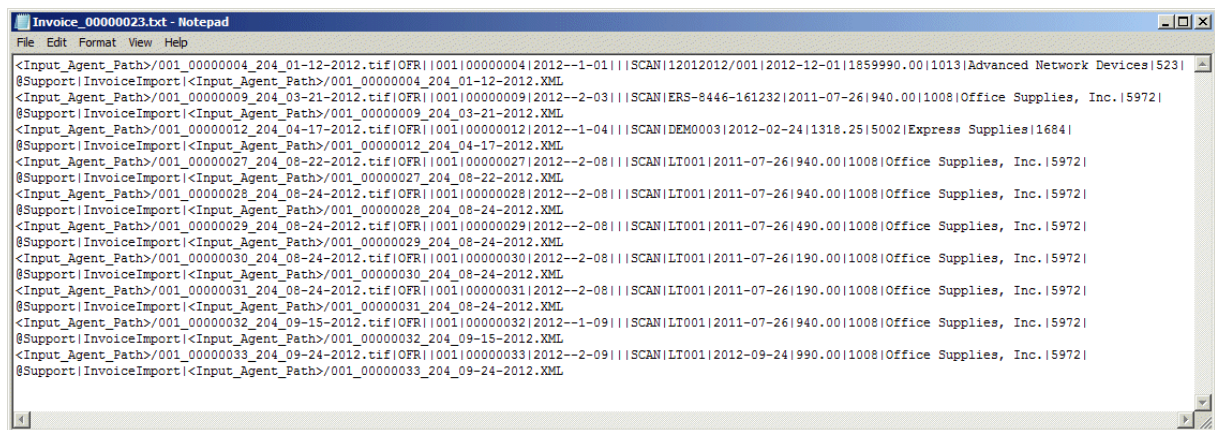 Invoice_00000023.txt - Notepad
File Edit Format View Help
<Input_Agent_Path>/001_00000004_204_01-12-2012.tif|OFR||001|00000004|2012--1-01|||SCAN|12012012/001|2012-12-01|1859990.00|1013|Advanced Network Devices|523|
@Support|InvoiceImport|<Input_Agent_Path>/001_00000004_204_01-12-2012.XML
<Input_Agent_Path>/001_00000009_204_03-21-2012.tif|OFR||001|00000009|2012--2-03|||SCAN|ERS-8446-161232|2011-07-26|940.00|1008|Office Supplies, Inc.|5972|
@Support|InvoiceImport|<Input_Agent_Path>/001_00000009_204_03-21-2012.XML
<Input_Agent_Path>/001_00000012_204_04-17-2012.tif|OFR||001|00000012|2012--1-04|||SCAN|DEM0003|2012-02-24|1318.25|5002|Express Supplies|1684|
@Support|InvoiceImport|<Input_Agent_Path>/001_00000012_204_04-17-2012.XML
<Input_Agent_Path>/001_00000027_204_08-22-2012.tif|OFR||001|00000027|2012--2-08|||SCAN|LT001|2011-07-26|940.00|1008|Office Supplies, Inc.|5972|
@Support|InvoiceImport|<Input_Agent_Path>/001_00000027_204_08-22-2012.XML
<Input_Agent_Path>/001_00000028_204_08-24-2012.tif|OFR||001|00000028|2012--2-08|||SCAN|LT001|2011-07-26|940.00|1008|Office Supplies, Inc.|5972|
@Support|InvoiceImport|<Input_Agent_Path>/001_00000028_204_08-24-2012.XML
<Input_Agent_Path>/001_00000029_204_08-24-2012.tif|OFR||001|00000029|2012--2-08|||SCAN|LT001|2011-07-26|490.00|1008|Office Supplies, Inc.|5972|
@Support|InvoiceImport|<Input_Agent_Path>/001_00000029_204_08-24-2012.XML
<Input_Agent_Path>/001_00000030_204_08-24-2012.tif|OFR||001|00000030|2012--2-08|||SCAN|LT001|2011-07-26|190.00|1008|Office Supplies, Inc.|5972|
@Support|InvoiceImport|<Input_Agent_Path>/001_00000030_204_08-24-2012.XML
<Input_Agent_Path>/001_00000031_204_08-24-2012.tif|OFR||001|00000031|2012--2-08|||SCAN|LT001|2011-07-26|190.00|1008|Office Supplies, Inc.|5972|
@Support|InvoiceImport|<Input_Agent_Path>/001_00000031_204_08-24-2012.XML
<Input_Agent_Path>/001_00000032_204_09-15-2012.tif|OFR||001|00000032|2012--1-09|||SCAN|LT001|2011-07-26|940.00|1008|Office Supplies, Inc.|5972|
@Support|InvoiceImport|<Input_Agent_Path>/001_00000032_204_09-15-2012.XML
<Input_Agent_Path>/001_00000033_204_09-24-2012.tif|OFR||001|00000033|2012--2-09|||SCAN|LT001|2012-09-24|990.00|1008|Office Supplies, Inc.|5972|
@Support|InvoiceImport|<Input_Agent_Path>/001_00000033_204_09-24-2012.XML